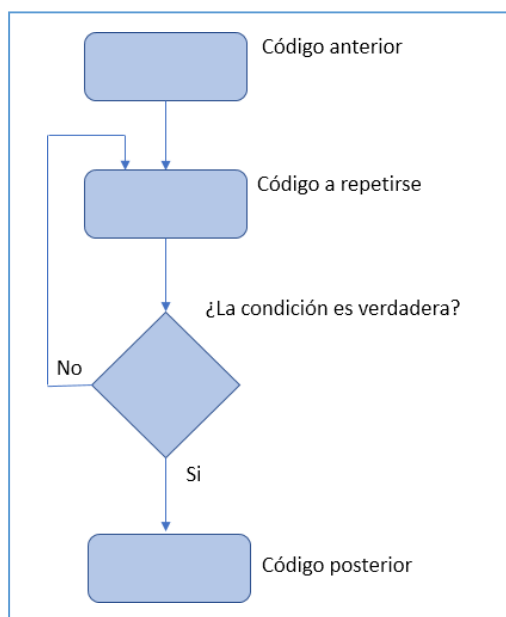 Código anterior
Código a repetirse
¿La condición es verdadera?
No
Si
Código posterior